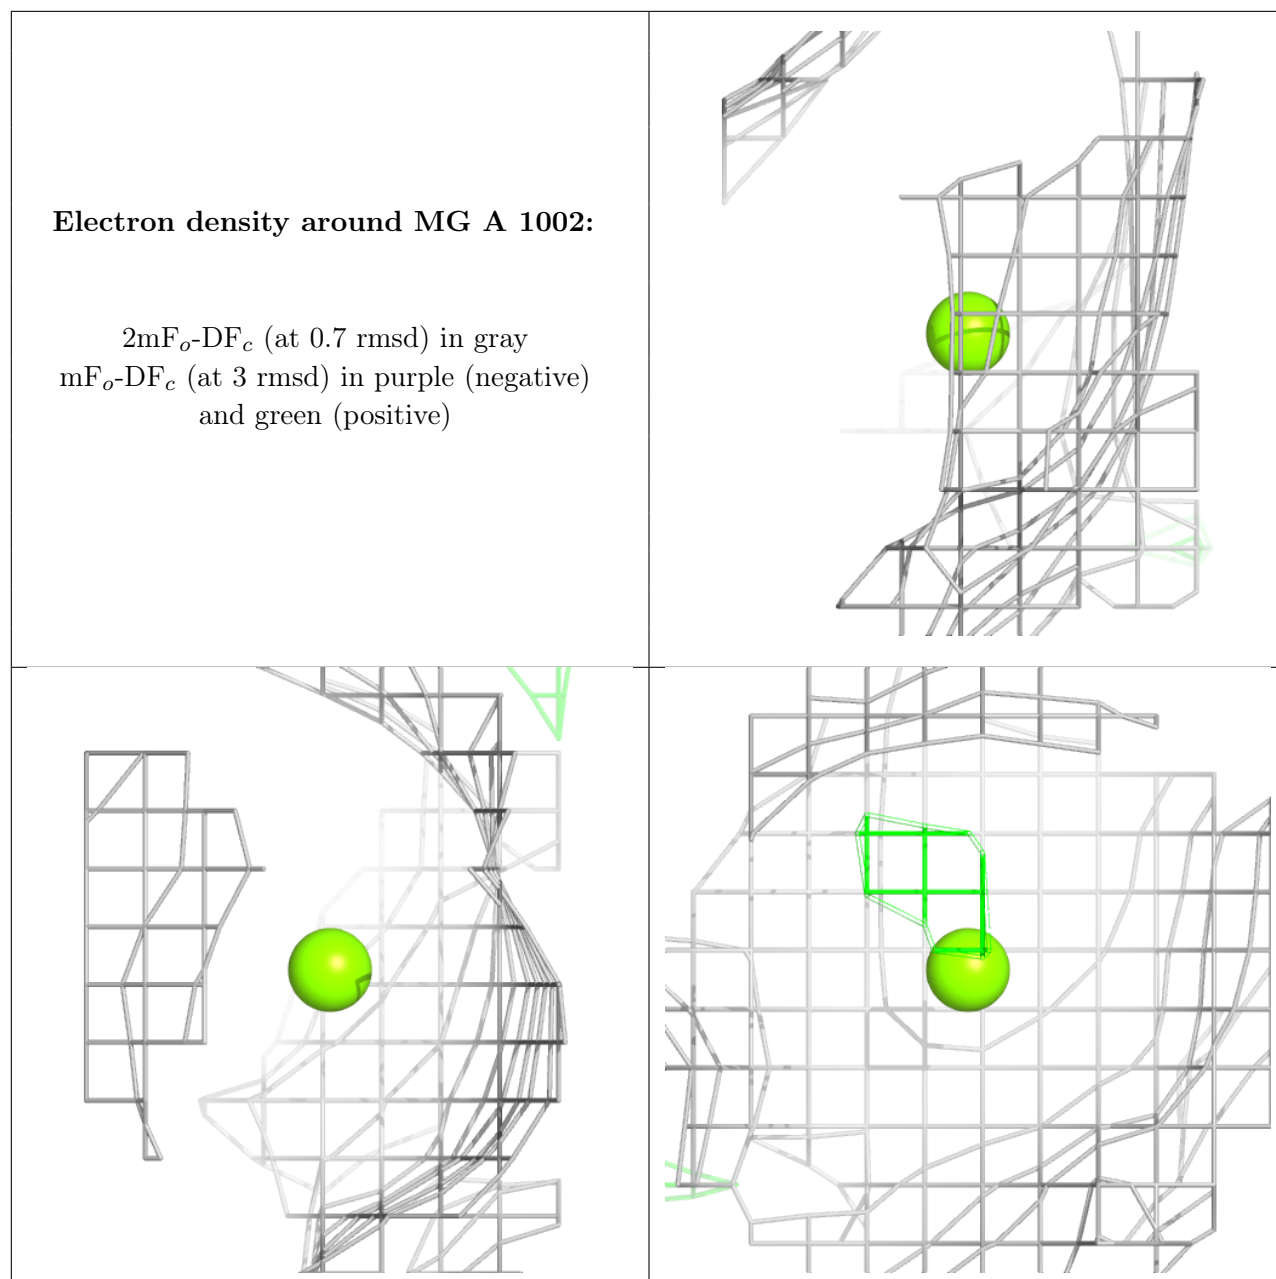 Electron density around MG A 1002:
2mFo-DFc (at 0.7 rmsd) in gray
mFo-DFc (at 3 rmsd) in purple (negative)
and green (positive)